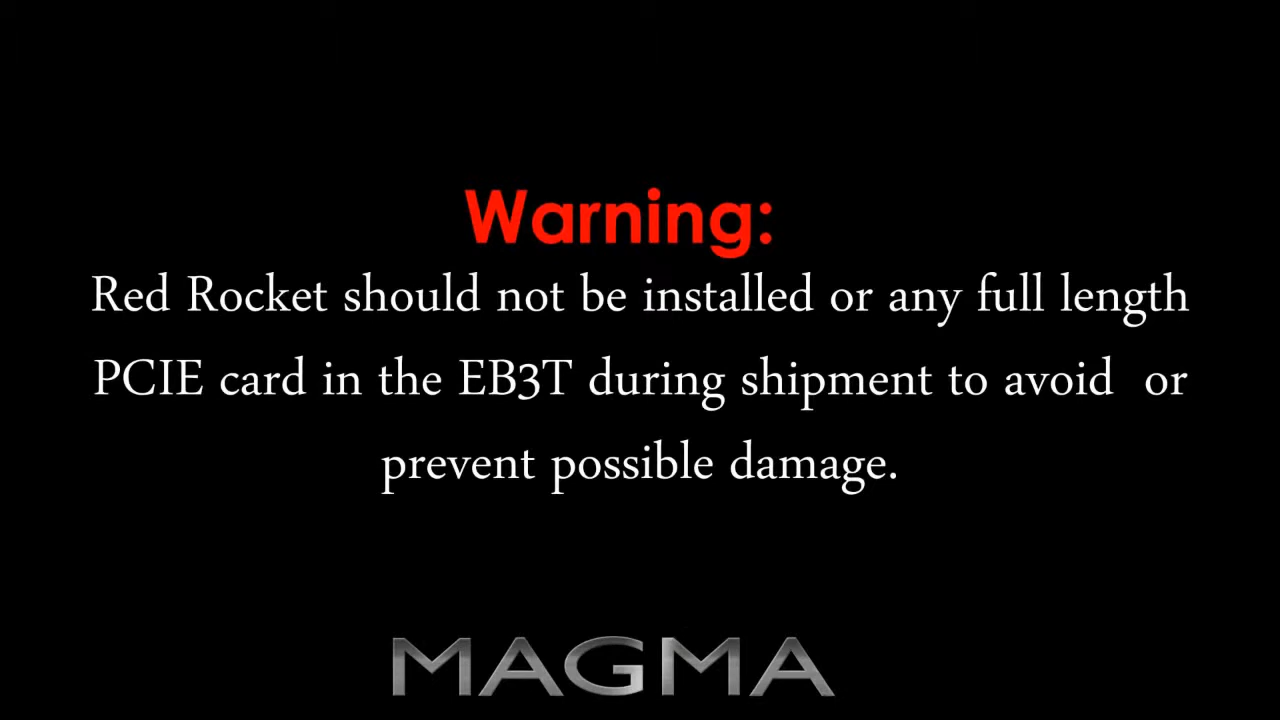 Warning:
Red Rocket should not be installed or any full length
PCIE card in the EB3T during shipment to avoid  or
prevent possible damage.
MAGMA